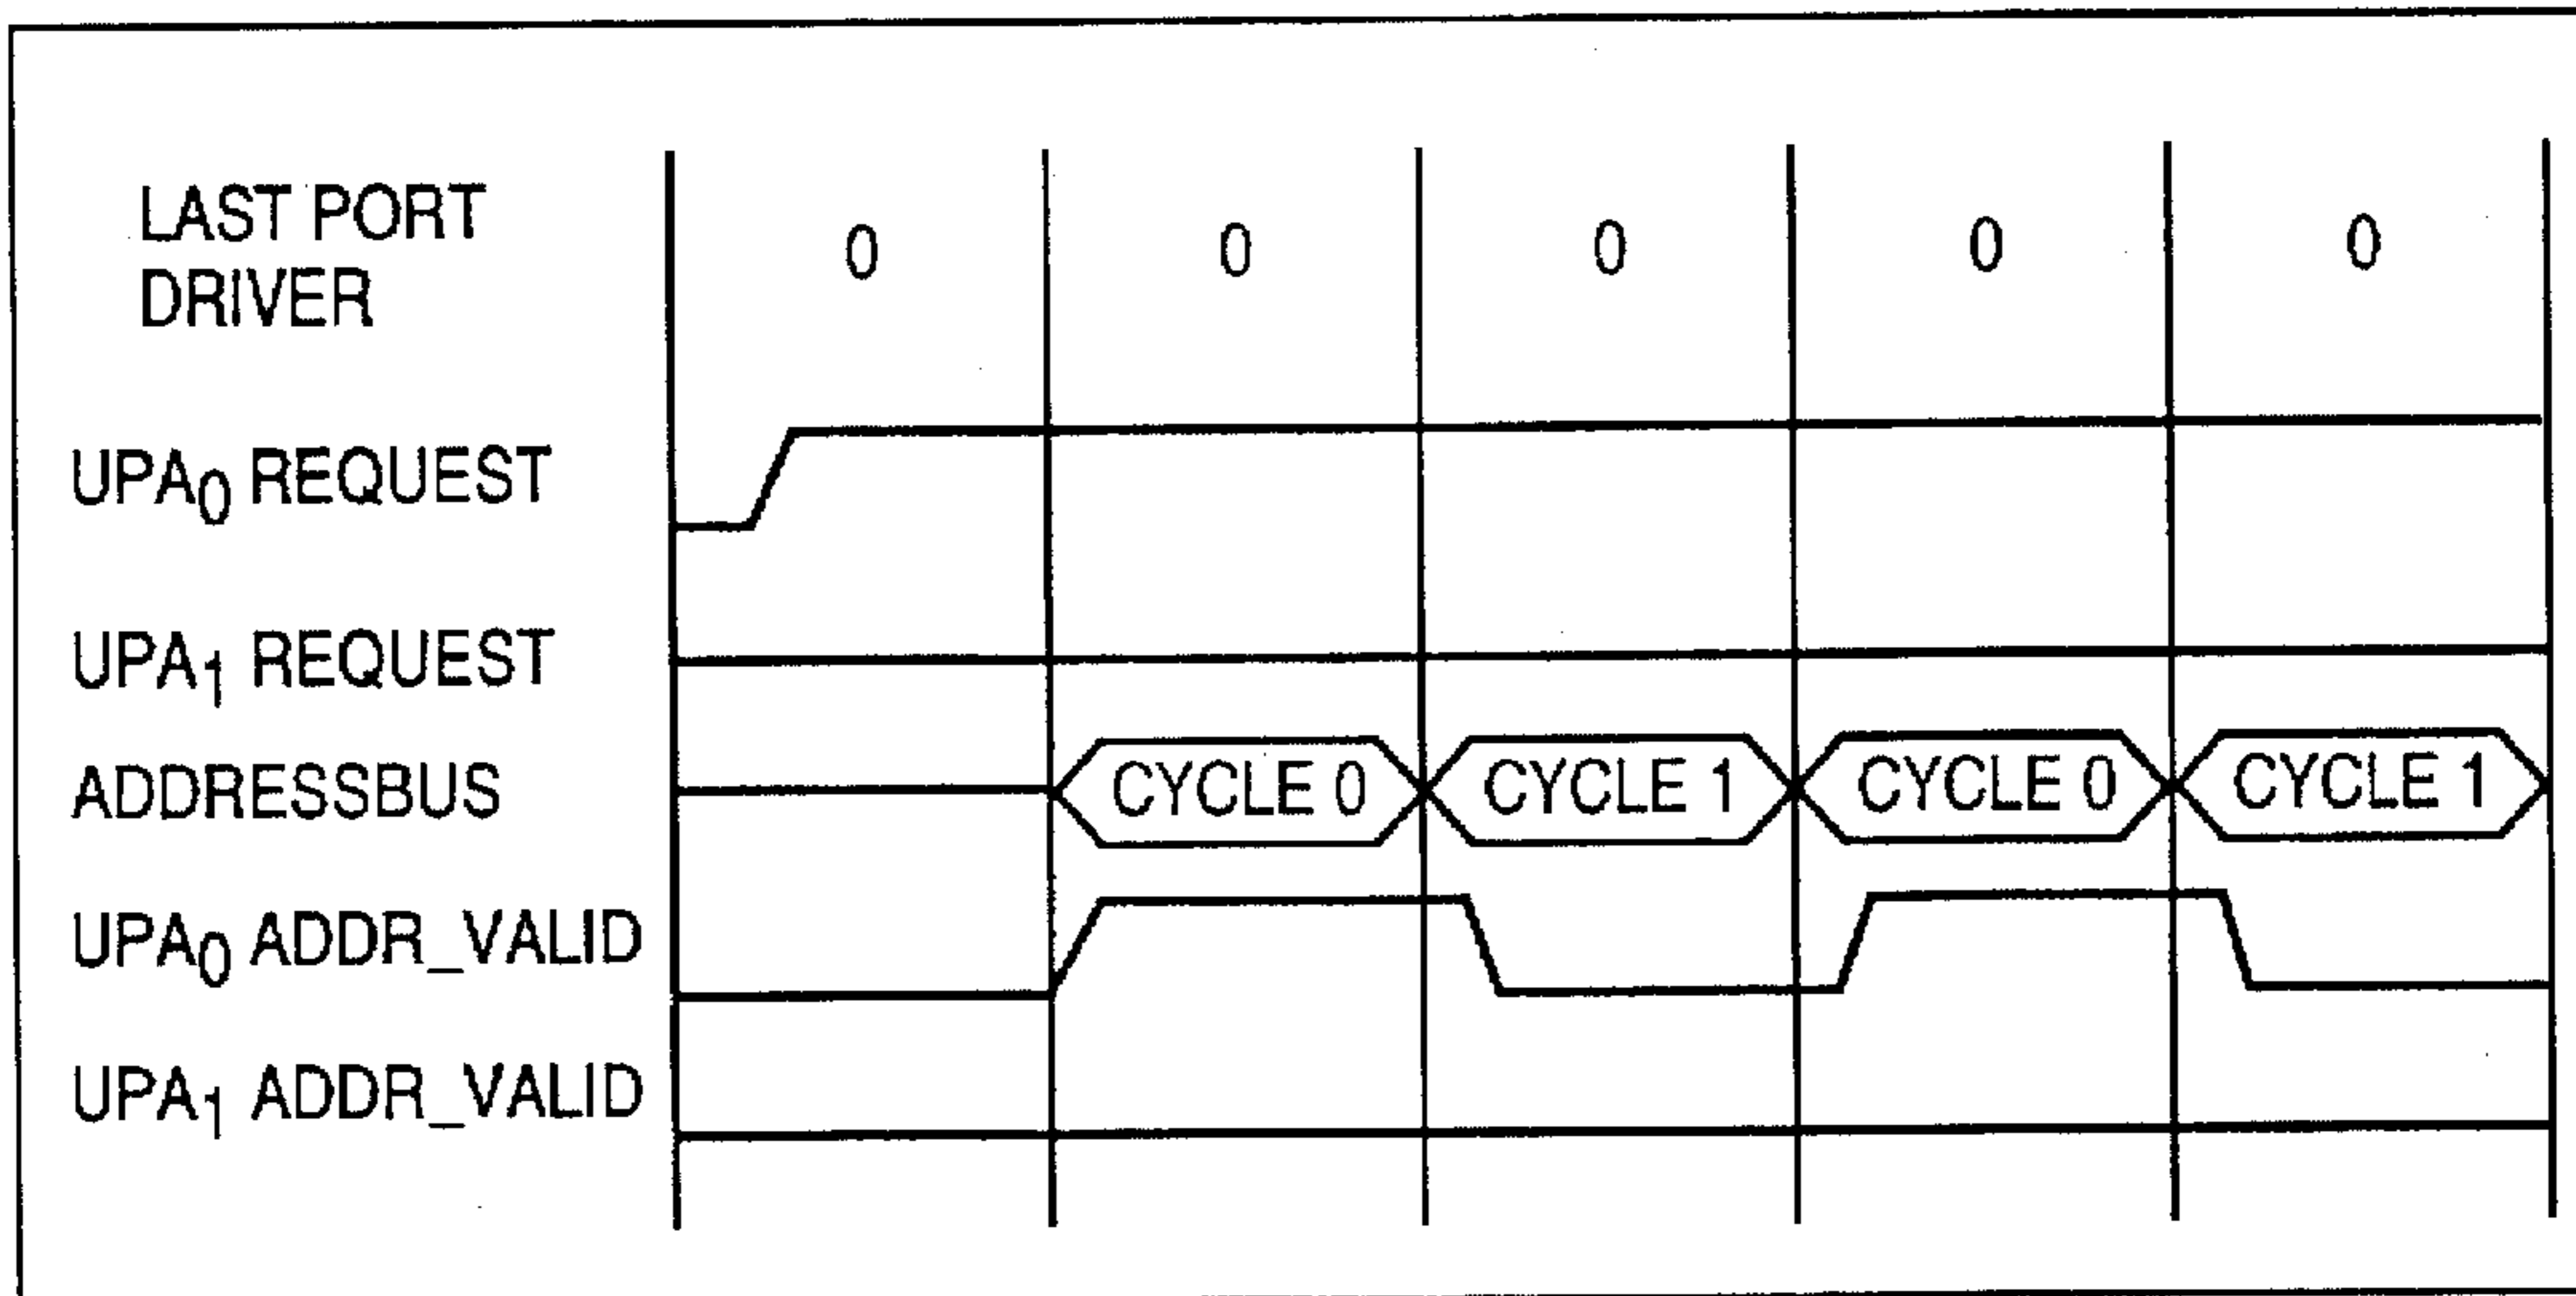 LAST PORT
DRIVER
0 0 0 0 0
UPA0 REQUEST
UPA1 REQUEST
ADDRESSBUS
CYCLE 0 CYCLE 1 CYCLE 0 CYCLE 1
UPA0 ADDR_VALID
UPA1 ADDR_VALID